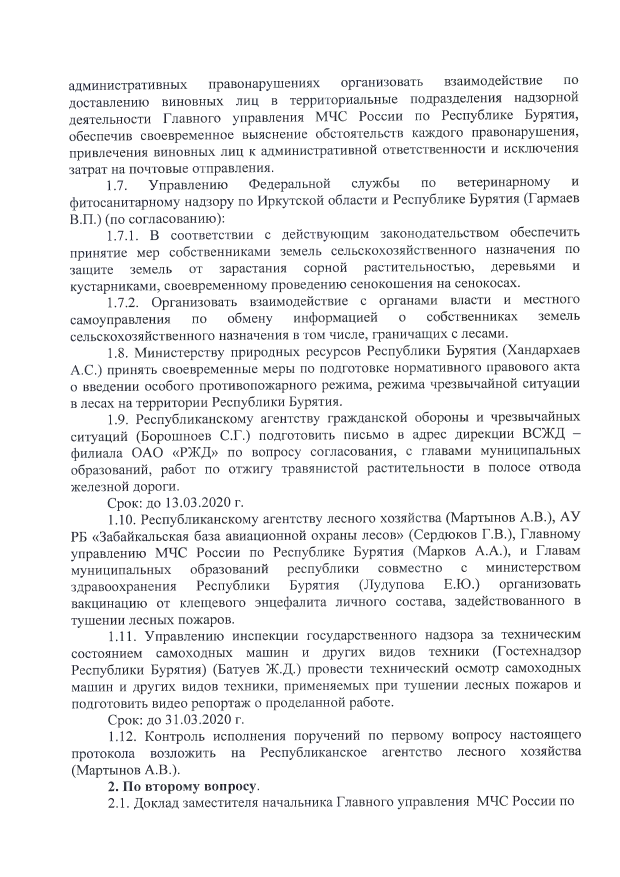 административных правонарушениях организовать взаимодействие по
доставлению виновных лиц в территориальные подразделения надзорной
деятельности Главного управления МЧС России по Республике Бурятия,
обеспечив своевременное выяснение обстоятельств каждого правонарушения,
привлечения виновных лиц к административной ответственности и исключения
затрат на почтовые отправления.
1.7. Управлению Федеральной службы по ветеринарному и
фитосанитарному надзору по Иркутской области и Республике Бурятия (Гармаев
В.П.) (по согласованию):
1.7.1. В соответствии с действующим законодательством обеспечить
принятие мер собственниками земель сельскохозяйственного назначения по
защите земель от зарастания сорной растительностью, деревьями и
кустарниками, своевременному проведению сенокошения на сенокосах.
1.7.2. Организовать взаимодействие с органами власти и местного
самоуправления по обмену информацией о собственниках земель
сельскохозяйственного назначения в том числе, граничащих с лесами.
1.8. Министерству природных ресурсов Республики Бурятия (Хандархаев
А.С.) принять своевременные меры по подготовке нормативного правового акта
о введении особого противопожарного режима, режима чрезвычайной ситуации
в лесах на территории Республики Бурятия.
1.9. Республиканскому агентству гражданской обороны и чрезвычайных
ситуаций (Борошноев С.Г.) подготовить письмо в адрес дирекции ВСЖД –
филиала ОАО «РЖД» по вопросу согласования, с главами муниципальных
образований, работ по отжигу травянистой растительности в полосе отвода
железной дороги.
Срок: до 13.03.2020 г.
1.10. Республиканскому агентству лесного хозяйства (Мартынов А.В.), АУ
РБ «Забайкальская база авиационной охраны лесов» (Сердюков Г.В.), Главному
управлению МЧС России по Республике Бурятия (Марков А.А.), и Главам
муниципальных образований республики совместно с министерством
здравоохранения Республики Бурятия (Лудупова Е.Ю.) организовать
вакцинацию от клещевого энцефалита личного состава, задействованного в
тушении лесных пожаров.
1.11. Управлению инспекции государственного надзора за техническим
состоянием самоходных машин и других видов техники (Гостехнадзор
Республики Бурятия) (Батуев Ж.Д.) провести технический осмотр самоходных
машин и других видов техники, применяемых при тушении лесных пожаров и
подготовить видео репортаж о проделанной работе.
Срок: до 31.03.2020 г.
1.12. Контроль исполнения поручений по первому вопросу настоящего
протокола возложить на Республиканское агентство лесного хозяйства
(Мартынов А.В.).
2. По второму вопросу.
2.1. Доклад заместителя начальника Главного управления МЧС России по